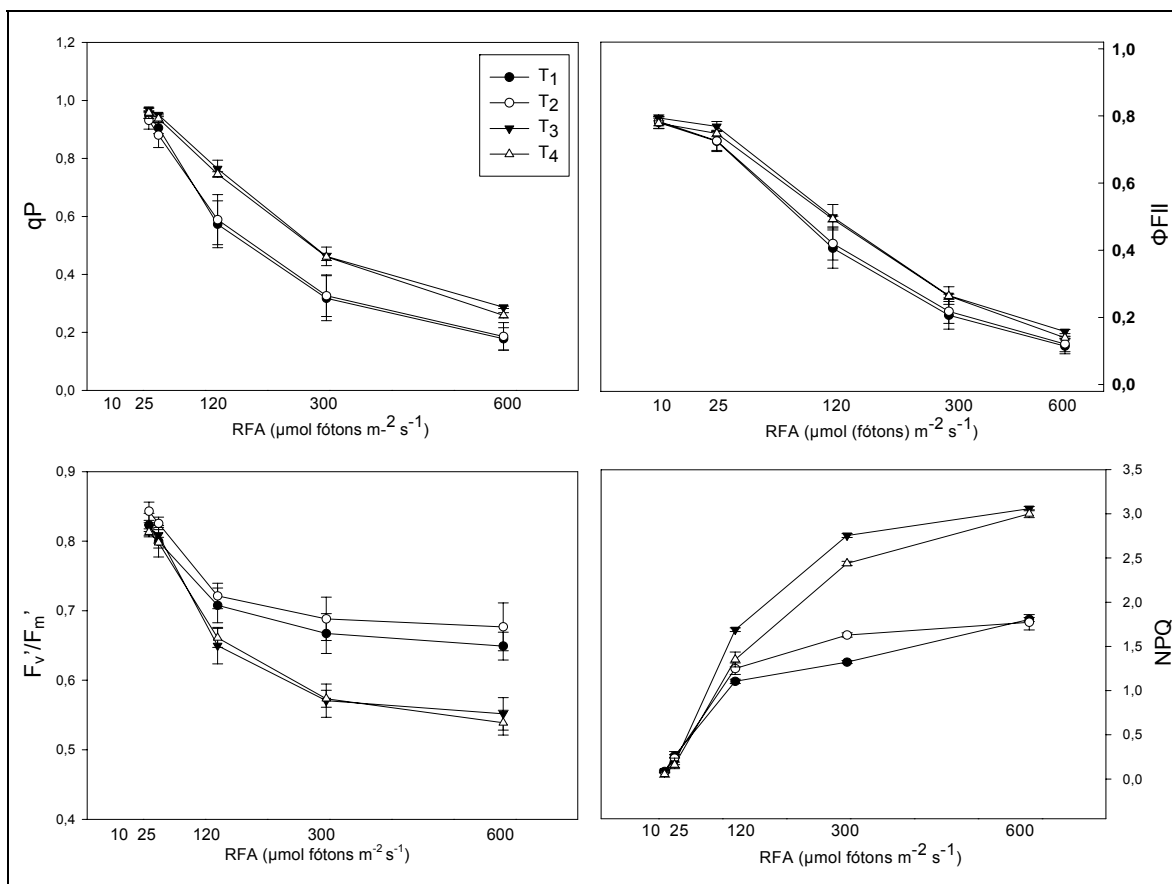 1,2
1,0
0,8
0,6
0,4
0,2
0,0
qP
T1
T2
T3
T4
10 25 120 300 600
RFA (µmol fótons m-² s⁻¹)
1,0
0,8
0,6
0,4
0,2
0,0
ΦFII
10 25 120 300 600
RFA (µmol (fótons) m⁻² s⁻¹)
0,9
0,8
0,7
0,6
0,5
0,4
Fv'/Fm'
10 25 120 300 600
RFA (µmol fótons m⁻² s⁻¹)
3,5
3,0
2,5
2,0
1,5
1,0
0,5
0,0
NPQ
10 25 120 300 600
RFA (µmol fótons m⁻² s⁻¹)